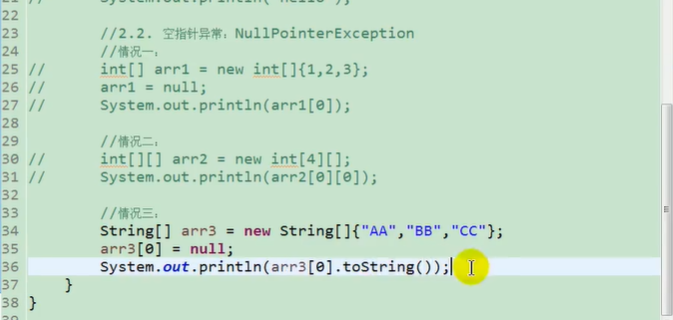 21 // System.out.println("hello");
22
23 //2.2. 空指针异常：NullPointerException
24 //情况一：
25 // int[] arr1 = new int[]{1,2,3};
26 // arr1 = null;
27 // System.out.println(arr1[0]);
28
29 //情况二：
30 // int[][] arr2 = new int[4][];
31 // System.out.println(arr2[0][0]);
32
33 //情况三：
34 String[] arr3 = new String[]{"AA","BB","CC"};
35 arr3[0] = null;
36 System.out.println(arr3[0].toString());
37 }
38 }
39